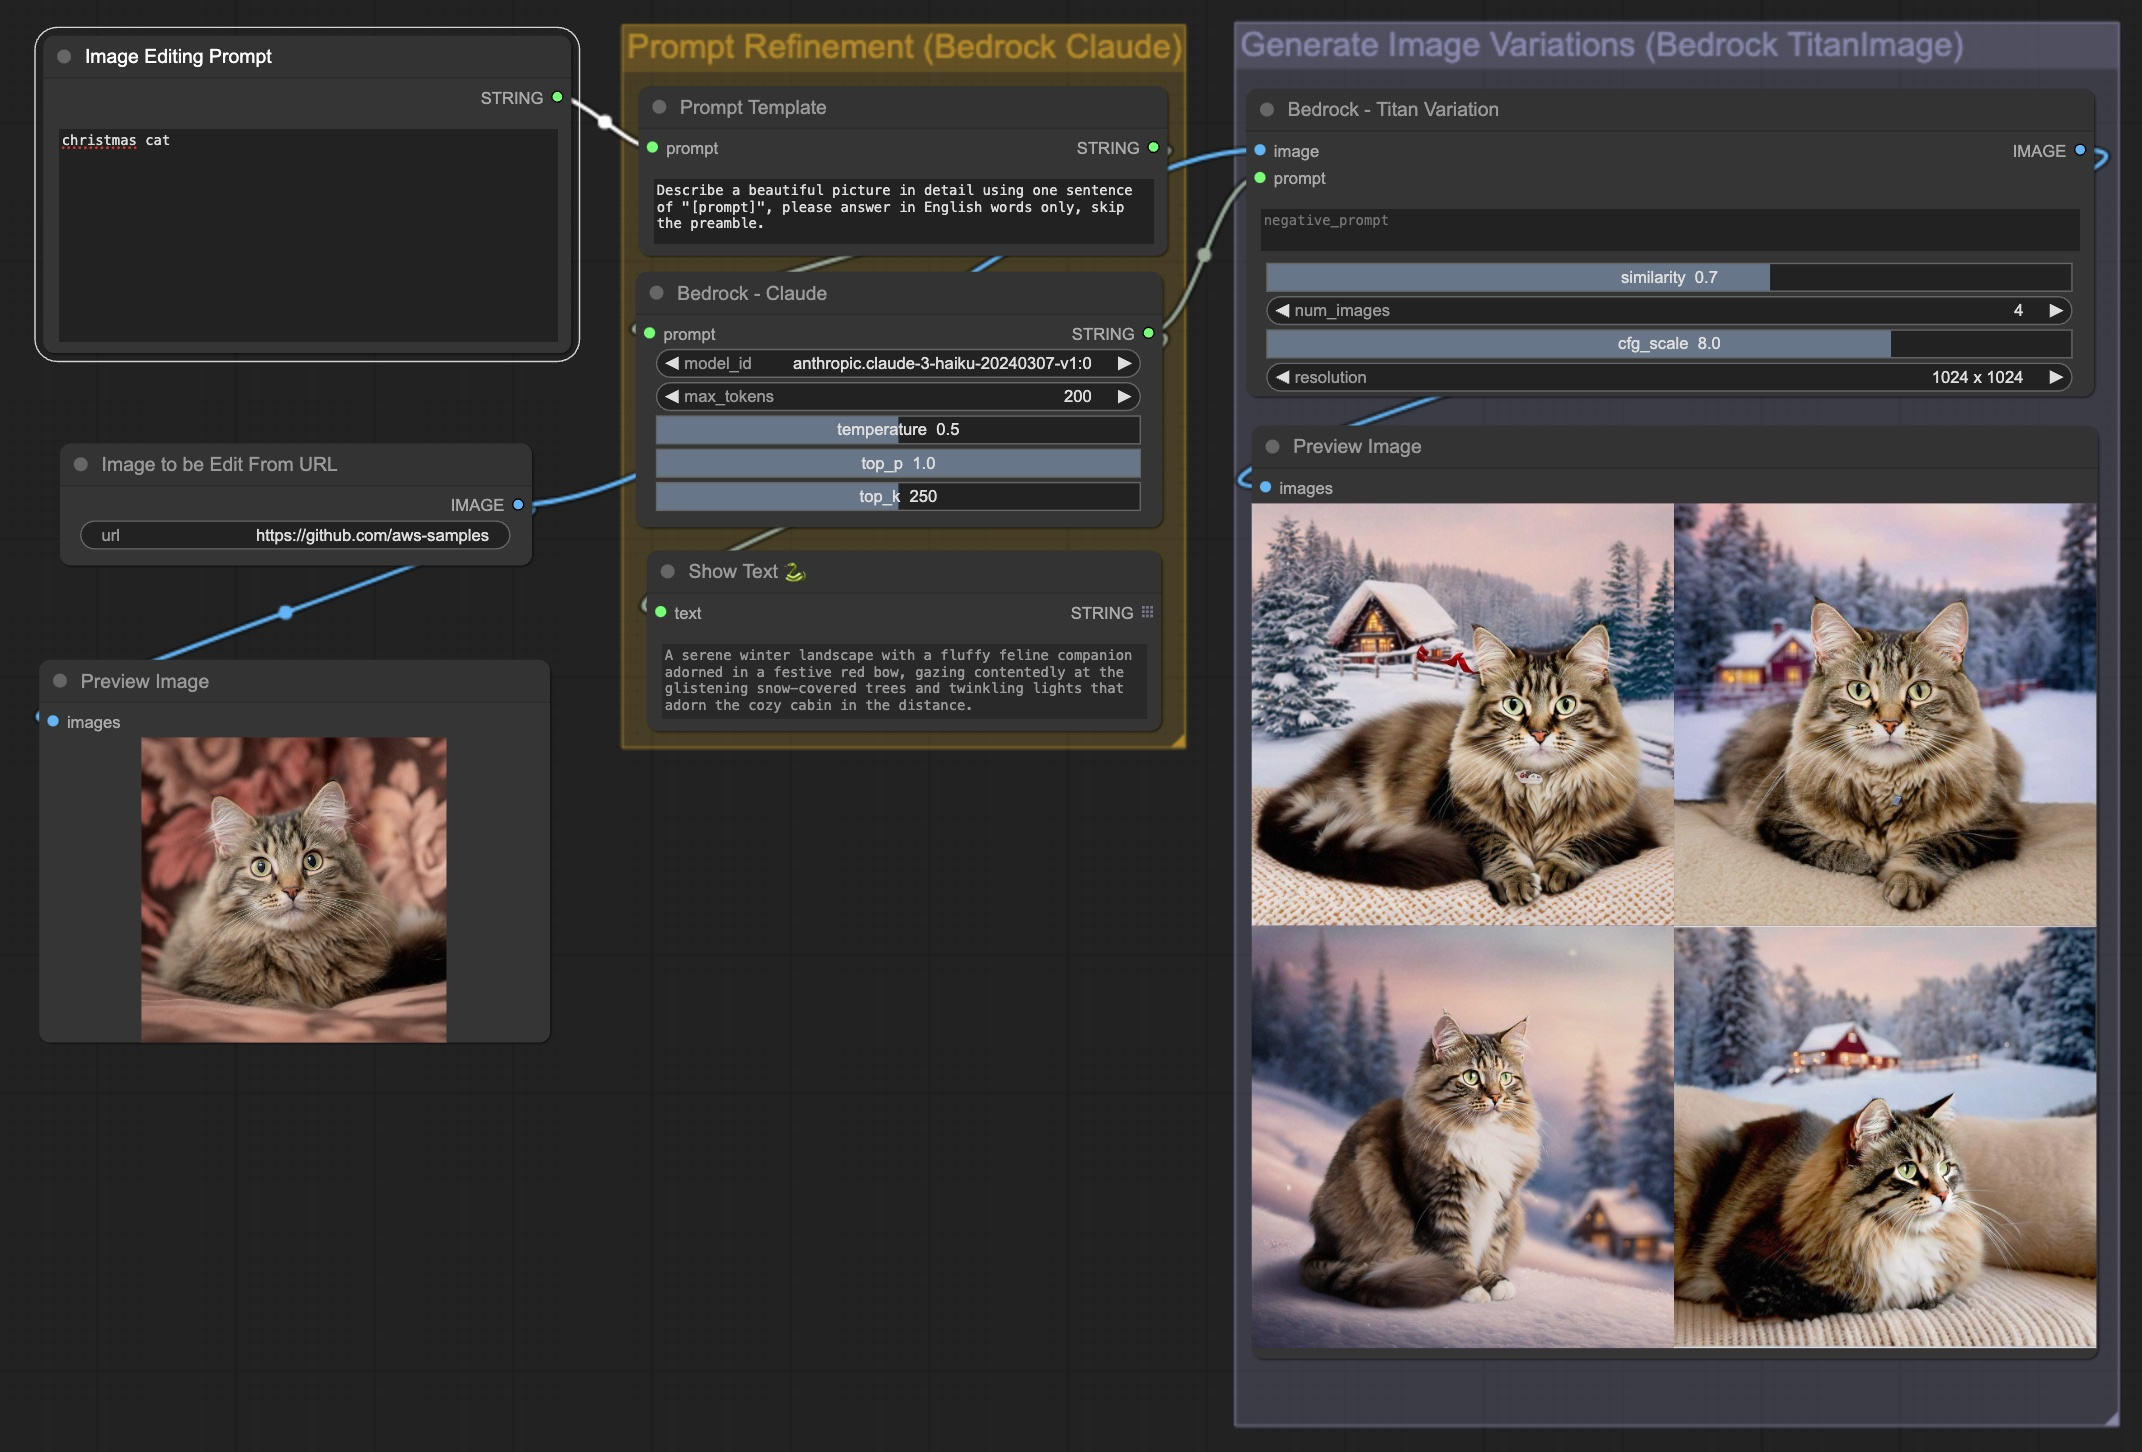 Image Editing Prompt
STRING
christmas cat
Image to be Edit From URL
IMAGE
url https://github.com/aws-samples
Preview Image
images
Prompt Refinement (Bedrock Claude)
Prompt Template
prompt STRING
Describe a beautiful picture in detail using one sentence
of "[prompt]", please answer in English words only, skip
the preamble.
Bedrock - Claude
prompt STRING
model_id anthropic.claude-3-haiku-20240307-v1:0
max_tokens 200
temperature 0.5
top_p 1.0
top_k 250
Show Text 🐍
text STRING
A serene winter landscape with a fluffy feline companion
adorned in a festive red bow, gazing contentedly at the
glistening snow-covered trees and twinkling lights that
adorn the cozy cabin in the distance.
Generate Image Variations (Bedrock TitanImage)
Bedrock - Titan Variation
image IMAGE
prompt
negative_prompt
similarity 0.7
num_images 4
cfg_scale 8.0
resolution 1024 x 1024
Preview Image
images